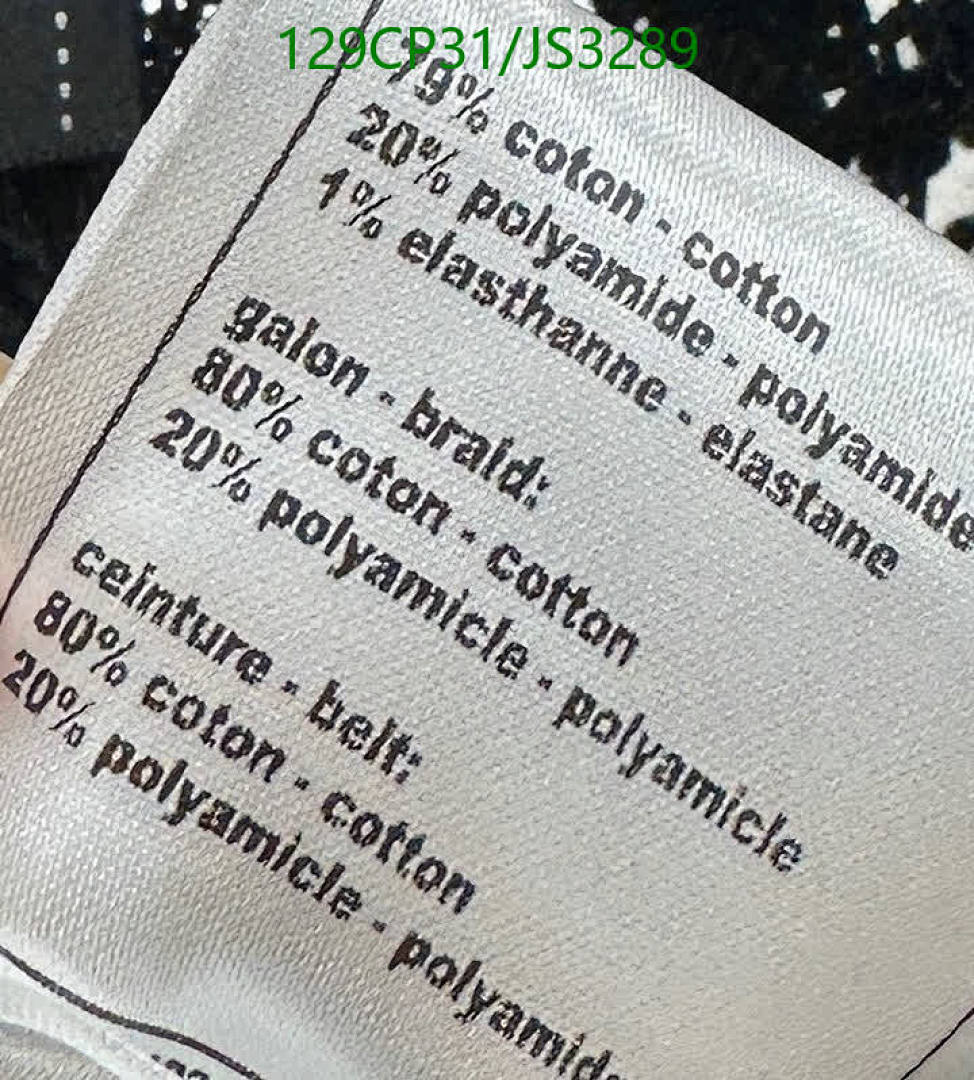 129CP31/JS3289
79% coton - cotton
20% polyamide - polyamide
1% elasthanne - elastane
galon - braid:
80% coton - cotton
20% polyamicle - polyamicle
ceinture - belt:
80% coton - cotton
20% polyamicle - polyamide